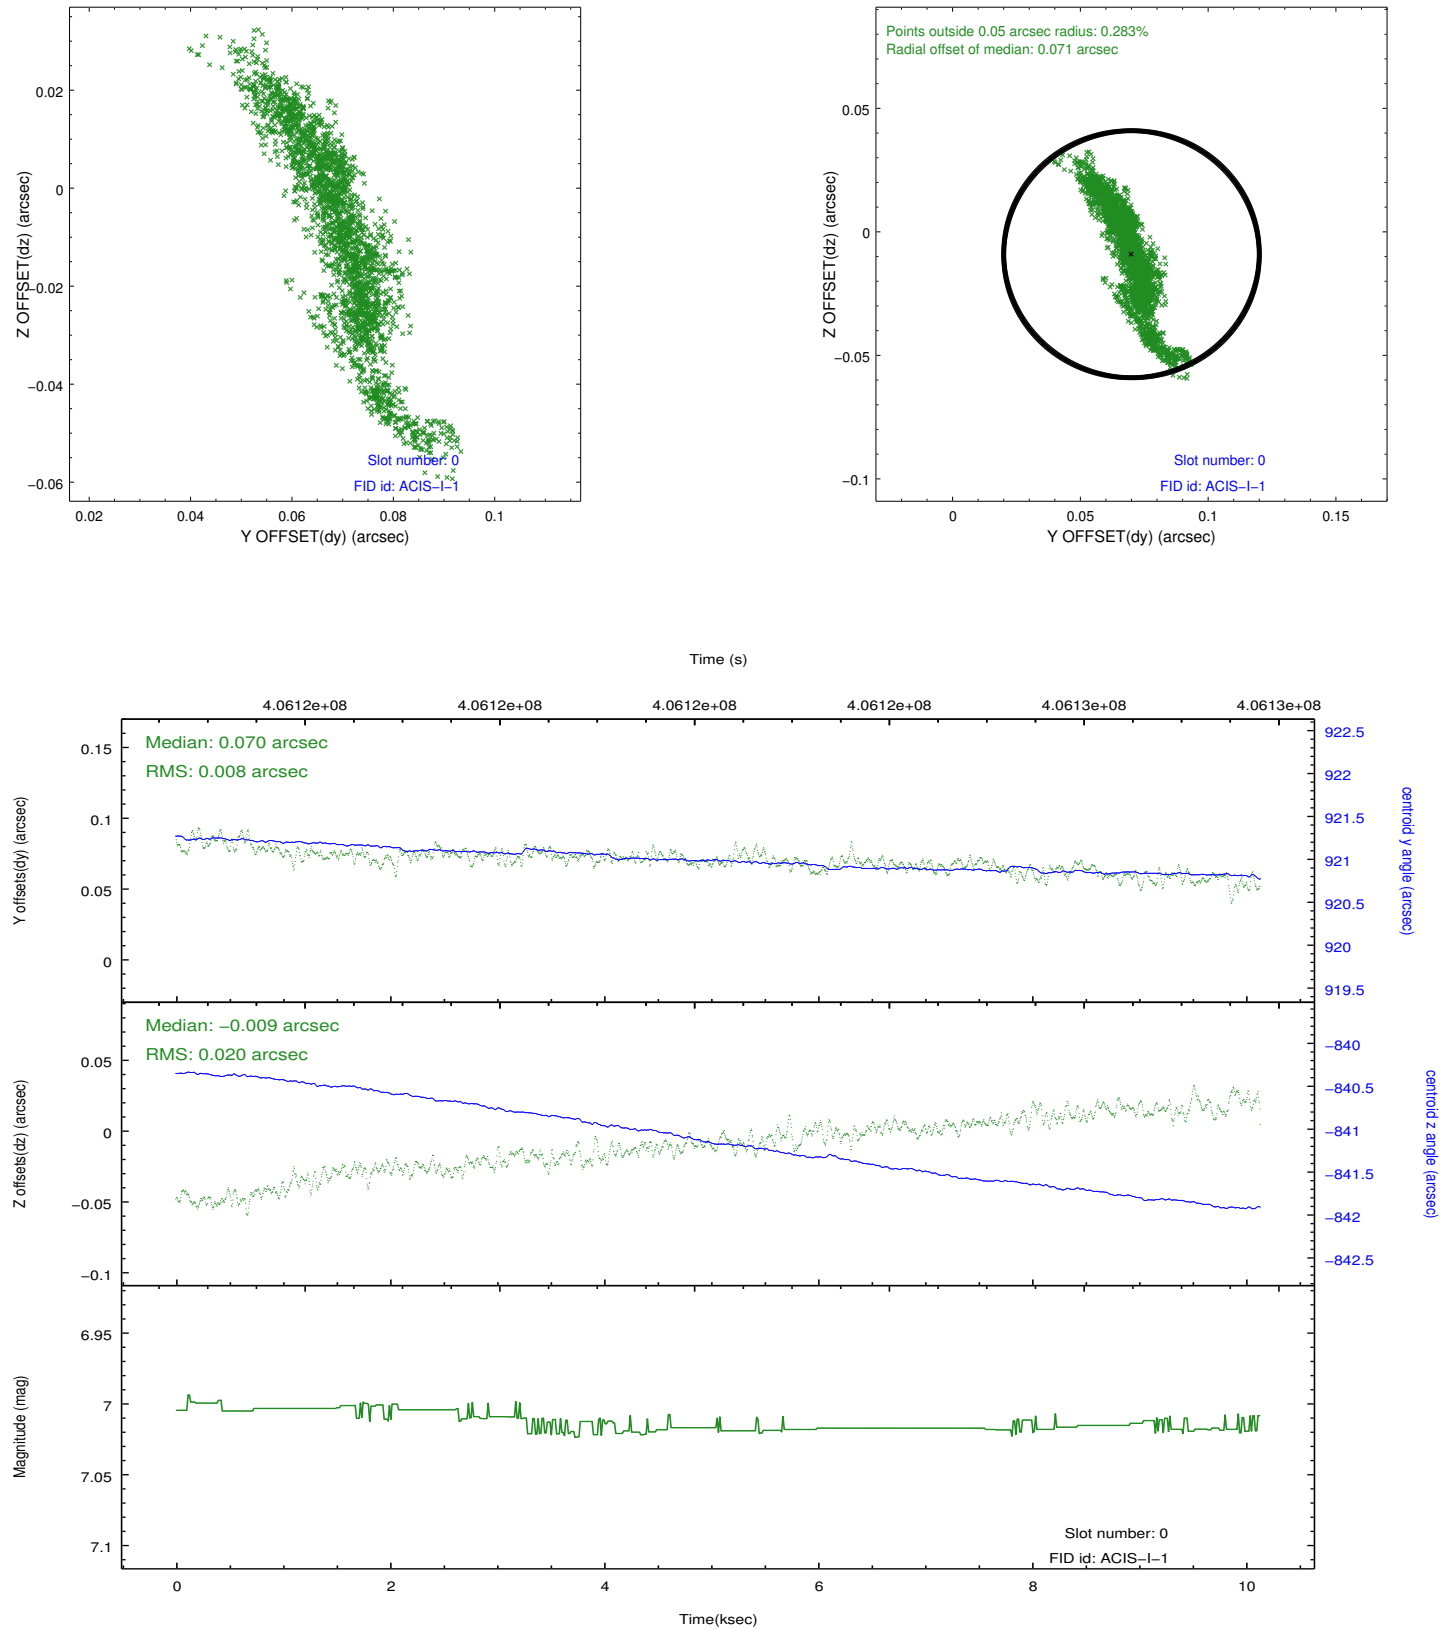 0.02
0
−0.02
−0.04
−0.06
Z OFFSET(dz) (arcsec)
Slot number: 0
FID id: ACIS−I−1
0.02
0.04
0.06
0.08
0.1
Y OFFSET(dy) (arcsec)
Points outside 0.05 arcsec radius: 0.283%
Radial offset of median: 0.071 arcsec
0.05
0
−0.05
−0.1
Z OFFSET(dz) (arcsec)
Slot number: 0
FID id: ACIS−I−1
0
0.05
0.1
0.15
Y OFFSET(dy) (arcsec)
Time (s)
4.0612e+08
4.0612e+08
4.0612e+08
4.0612e+08
4.0613e+08
4.0613e+08
Median: 0.070 arcsec
RMS: 0.008 arcsec
0.15
0.1
0.05
0
Y offsets(dy) (arcsec)
922.5
922
921.5
921
920.5
920
919.5
centroid y angle (arcsec)
Median: −0.009 arcsec
RMS: 0.020 arcsec
0.05
0
−0.05
−0.1
Z offsets(dz) (arcsec)
−840
−840.5
−841
−841.5
−842
−842.5
centroid z angle (arcsec)
6.95
7
7.05
7.1
Magnitude (mag)
Slot number: 0
FID id: ACIS−I−1
0
2
4
6
8
10
Time(ksec)